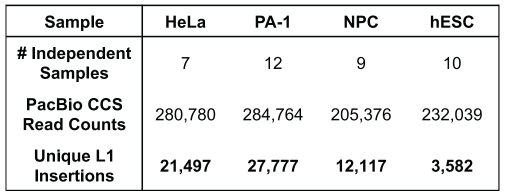 Sample HeLa PA-1 NPC hESC
# Independent
Samples 7 12 9 10
PacBio CCS
Read Counts 280,780 284,764 205,376 232,039
Unique L1
Insertions 21,497 27,777 12,117 3,582